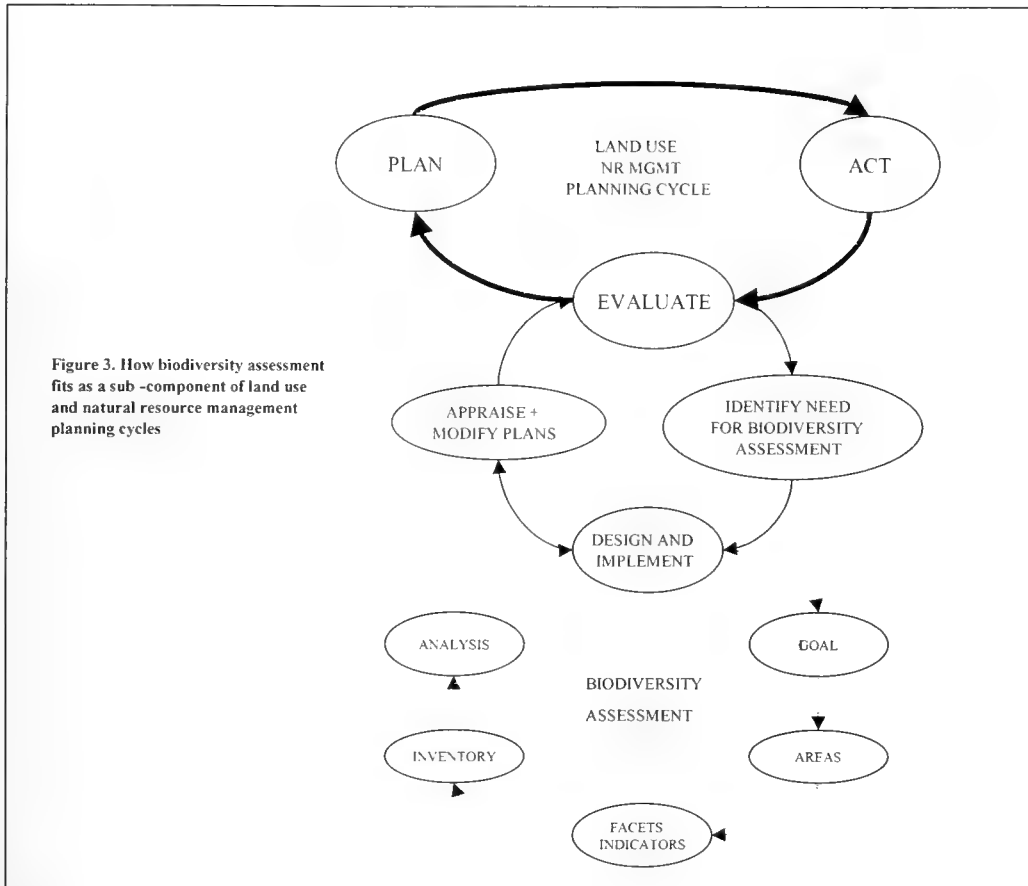 PLAN
LAND USE
NR MGMT
PLANNING CYCLE
ACT
EVALUATE
Figure 3. How biodiversity assessment
fits as a sub -component of land use
and natural resource management
planning cycles
APPRAISE +
MODIFY PLANS
IDENTIFY NEED
FOR BIODIVERSITY
ASSESSMENT
DESIGN AND
IMPLEMENT
ANALYSIS
GOAL
BIODIVERSITY
ASSESSMENT
INVENTORY
AREAS
FACETS
INDICATORS